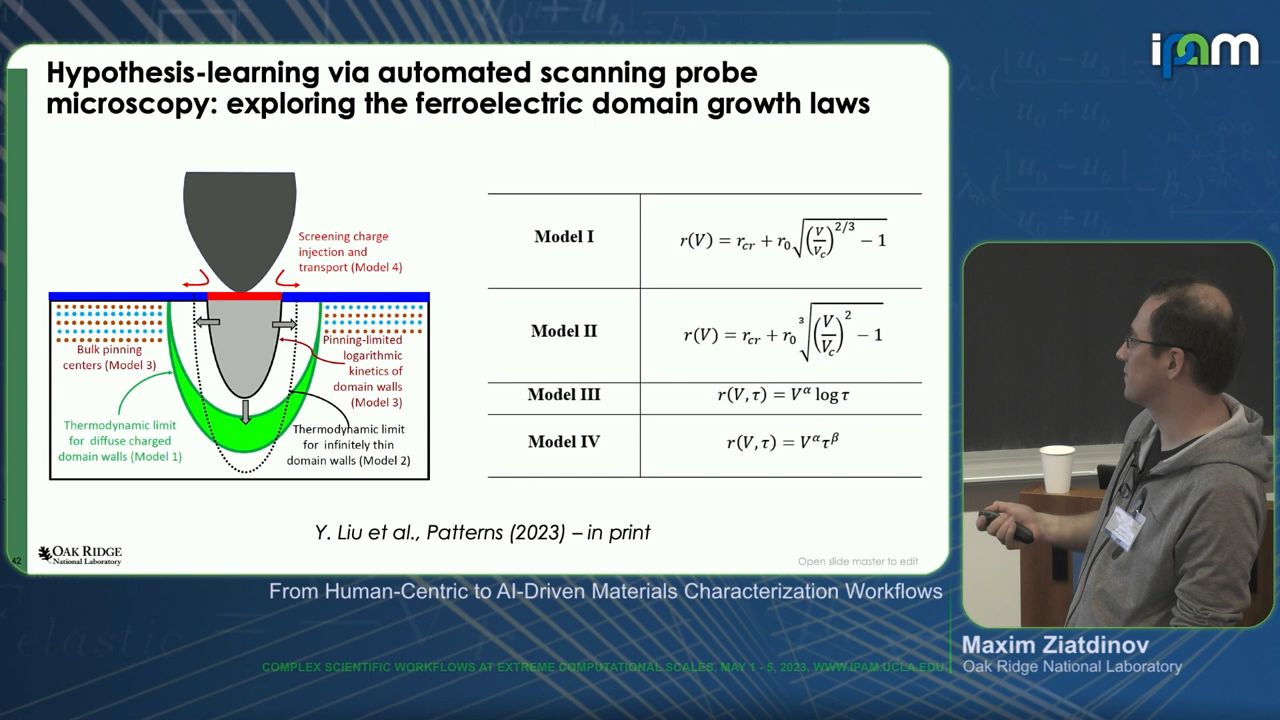 Hypothesis-learning via automated scanning probe
microscopy: exploring the ferroelectric domain growth laws
ipam
Screening charge
injection and
transport (Model 4)
Bulk pinning
centers (Model 3)
Pinning-limited
logarithmic
kinetics of
domain walls
(Model 3)
Thermodynamic limit
for diffuse charged
domain walls (Model 1)
Thermodynamic limit
for infinitely thin
domain walls (Model 2)
Model I
r(V) = r_cr + r_0 √((V/V_c)^{2/3} − 1)
Model II
r(V) = r_cr + r_0 ∛((V/V_c)^2 − 1)
Model III
r(V, τ) = V^α log τ
Model IV
r(V, τ) = V^α τ^β
Y. Liu et al., Patterns (2023) – in print
42
OAK RIDGE
National Laboratory
Open slide master to edit
From Human-Centric to AI-Driven Materials Characterization Workflows
Maxim Ziatdinov
Oak Ridge National Laboratory
COMPLEX SCIENTIFIC WORKFLOWS AT EXTREME COMPUTATIONAL SCALES, MAY 1 - 5, 2023, WWW.IPAM.UCLA.EDU
elastic